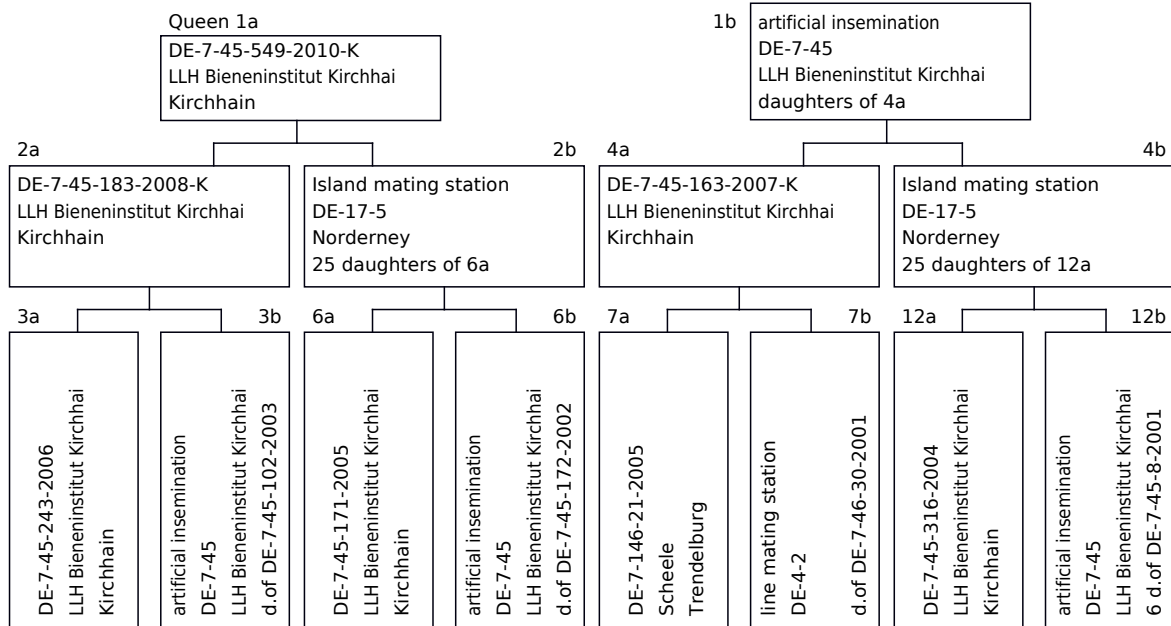 Queen 1a
DE-7-45-549-2010-K
LLH Bieneninstitut Kirchhai
Kirchhain
1b
artificial insemination
DE-7-45
LLH Bieneninstitut Kirchhai
daughters of 4a
2a
DE-7-45-183-2008-K
LLH Bieneninstitut Kirchhai
Kirchhain
2b
Island mating station
DE-17-5
Norderney
25 daughters of 6a
4a
DE-7-45-163-2007-K
LLH Bieneninstitut Kirchhai
Kirchhain
4b
Island mating station
DE-17-5
Norderney
25 daughters of 12a
3a
DE-7-45-243-2006
LLH Bieneninstitut Kirchhai
Kirchhain
3b
artificial insemination
DE-7-45
LLH Bieneninstitut Kirchhai
d.of DE-7-45-102-2003
6a
DE-7-45-171-2005
LLH Bieneninstitut Kirchhai
Kirchhain
6b
artificial insemination
DE-7-45
LLH Bieneninstitut Kirchhai
d.of DE-7-45-172-2002
7a
DE-7-146-21-2005
Scheele
Trendelburg
7b
line mating station
DE-4-2
d.of DE-7-46-30-2001
12a
DE-7-45-316-2004
LLH Bieneninstitut Kirchhai
Kirchhain
12b
artificial insemination
DE-7-45
LLH Bieneninstitut Kirchhai
6 d.of DE-7-45-8-2001